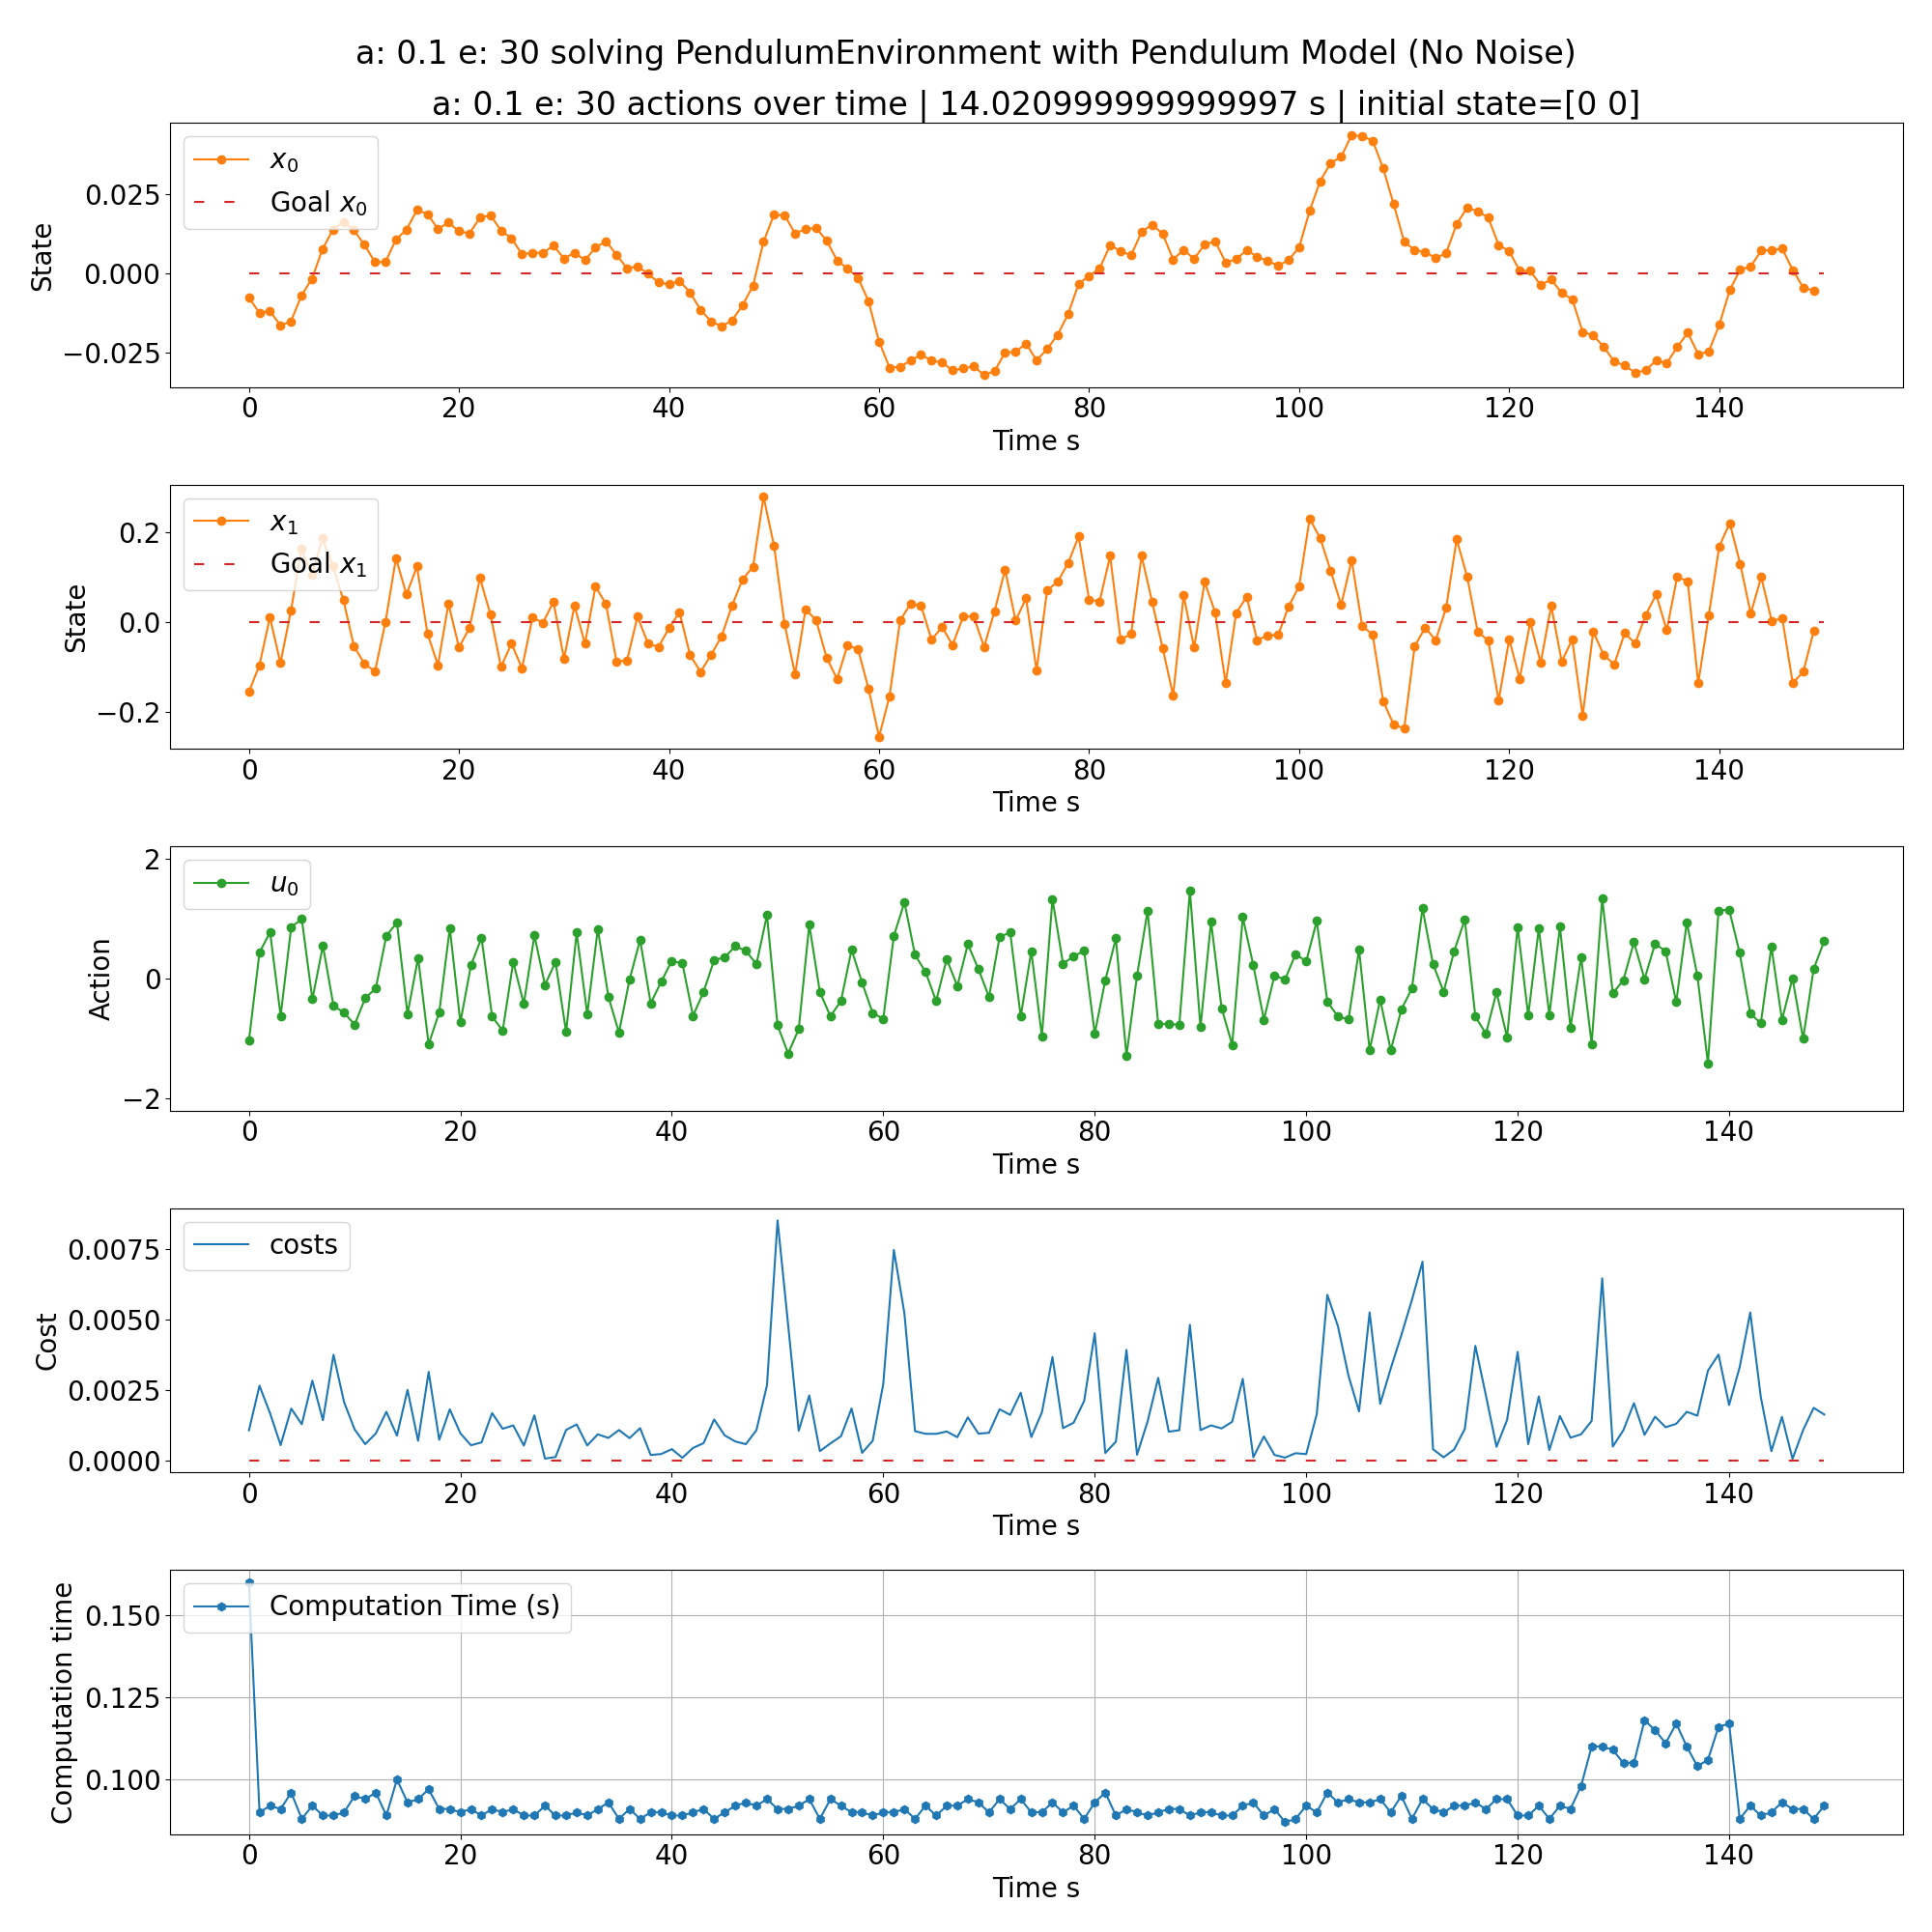 a: 0.1 e: 30 solving PendulumEnvironment with Pendulum Model (No Noise)
a: 0.1 e: 30 actions over time | 14.020999999999997 s | initial state=[0 0]
x₀
Goal x₀
State
0.025
0.000
−0.025
0 20 40 60 80 100 120 140
Time s
x₁
Goal x₁
State
0.2
0.0
−0.2
0 20 40 60 80 100 120 140
Time s
u₀
Action
2
0
−2
0 20 40 60 80 100 120 140
Time s
costs
Cost
0.0075
0.0050
0.0025
0.0000
0 20 40 60 80 100 120 140
Time s
Computation Time (s)
Computation time
0.150
0.125
0.100
0 20 40 60 80 100 120 140
Time s